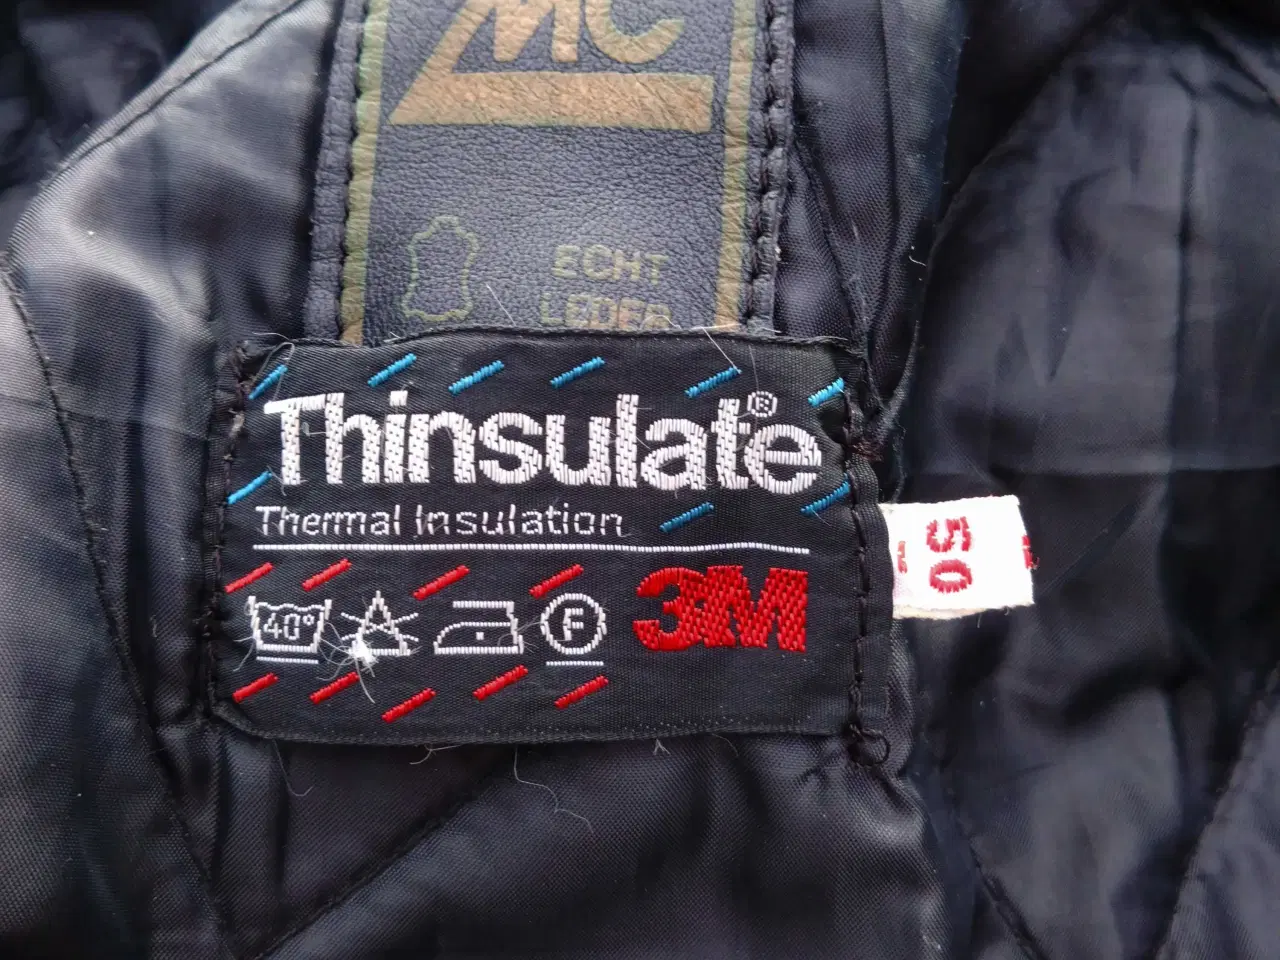 MC
ECHT
LEDER
Thinsulate®
Thermal Insulation
40° F 3M
50